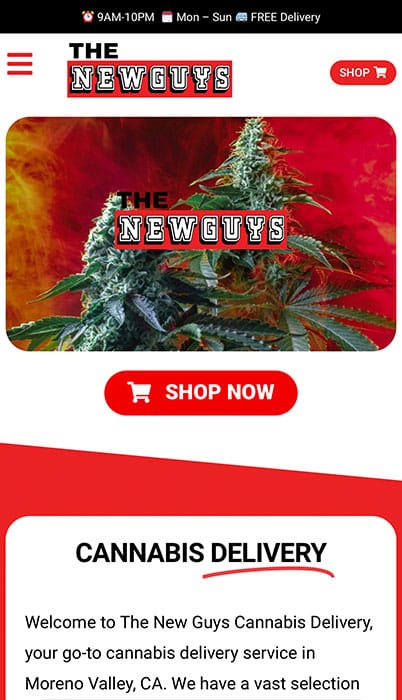 ⏰ 9AM-10PM 🗓 Mon – Sun 🚐 FREE Delivery
THE
NEWGUYS
SHOP
THE
NEWGUYS
SHOP NOW
CANNABIS DELIVERY
Welcome to The New Guys Cannabis Delivery,
your go-to cannabis delivery service in
Moreno Valley, CA. We have a vast selection